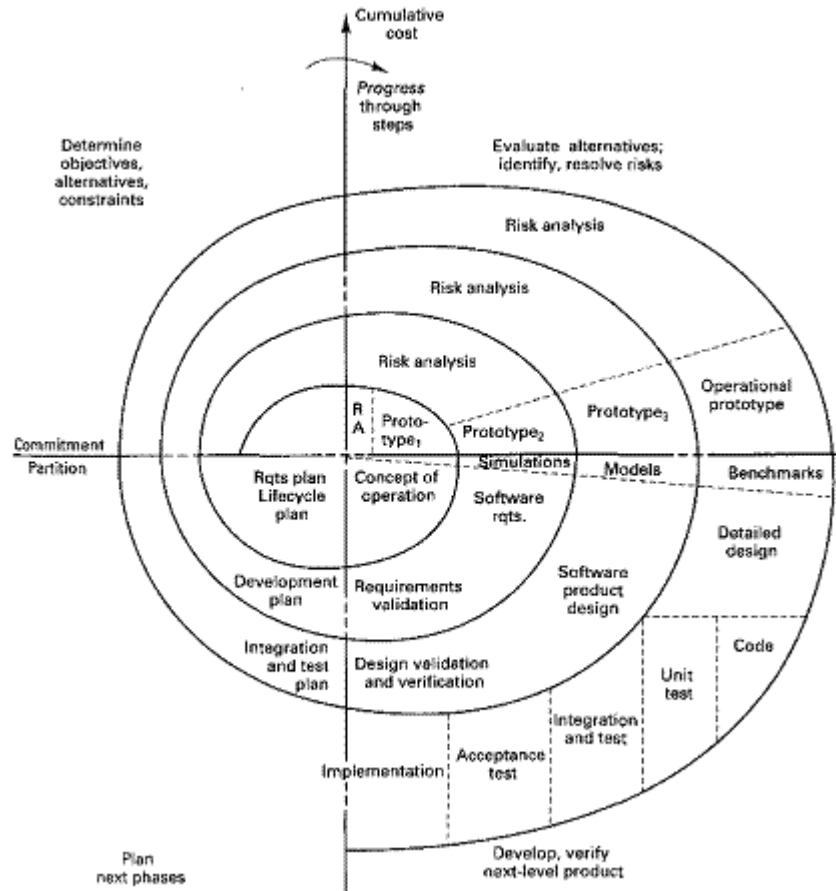 Cumulative
cost
Progress
through
steps
Determine
objectives,
alternatives,
constraints
Evaluate alternatives;
identify, resolve risks
Risk analysis
Risk analysis
Risk analysis
R
A
Proto-
type₁
Prototype₂
Prototype₃
Operational
prototype
Commitment
Partition
Simulations
Models
Benchmarks
Rqts plan
Lifecycle
plan
Concept of
operation
Software
rqts.
Detailed
design
Development
plan
Requirements
validation
Software
product
design
Integration
and test
plan
Design validation
and verification
Code
Unit
test
Integration
and test
Acceptance
test
Implementation
Plan
next phases
Develop, verify
next-level product